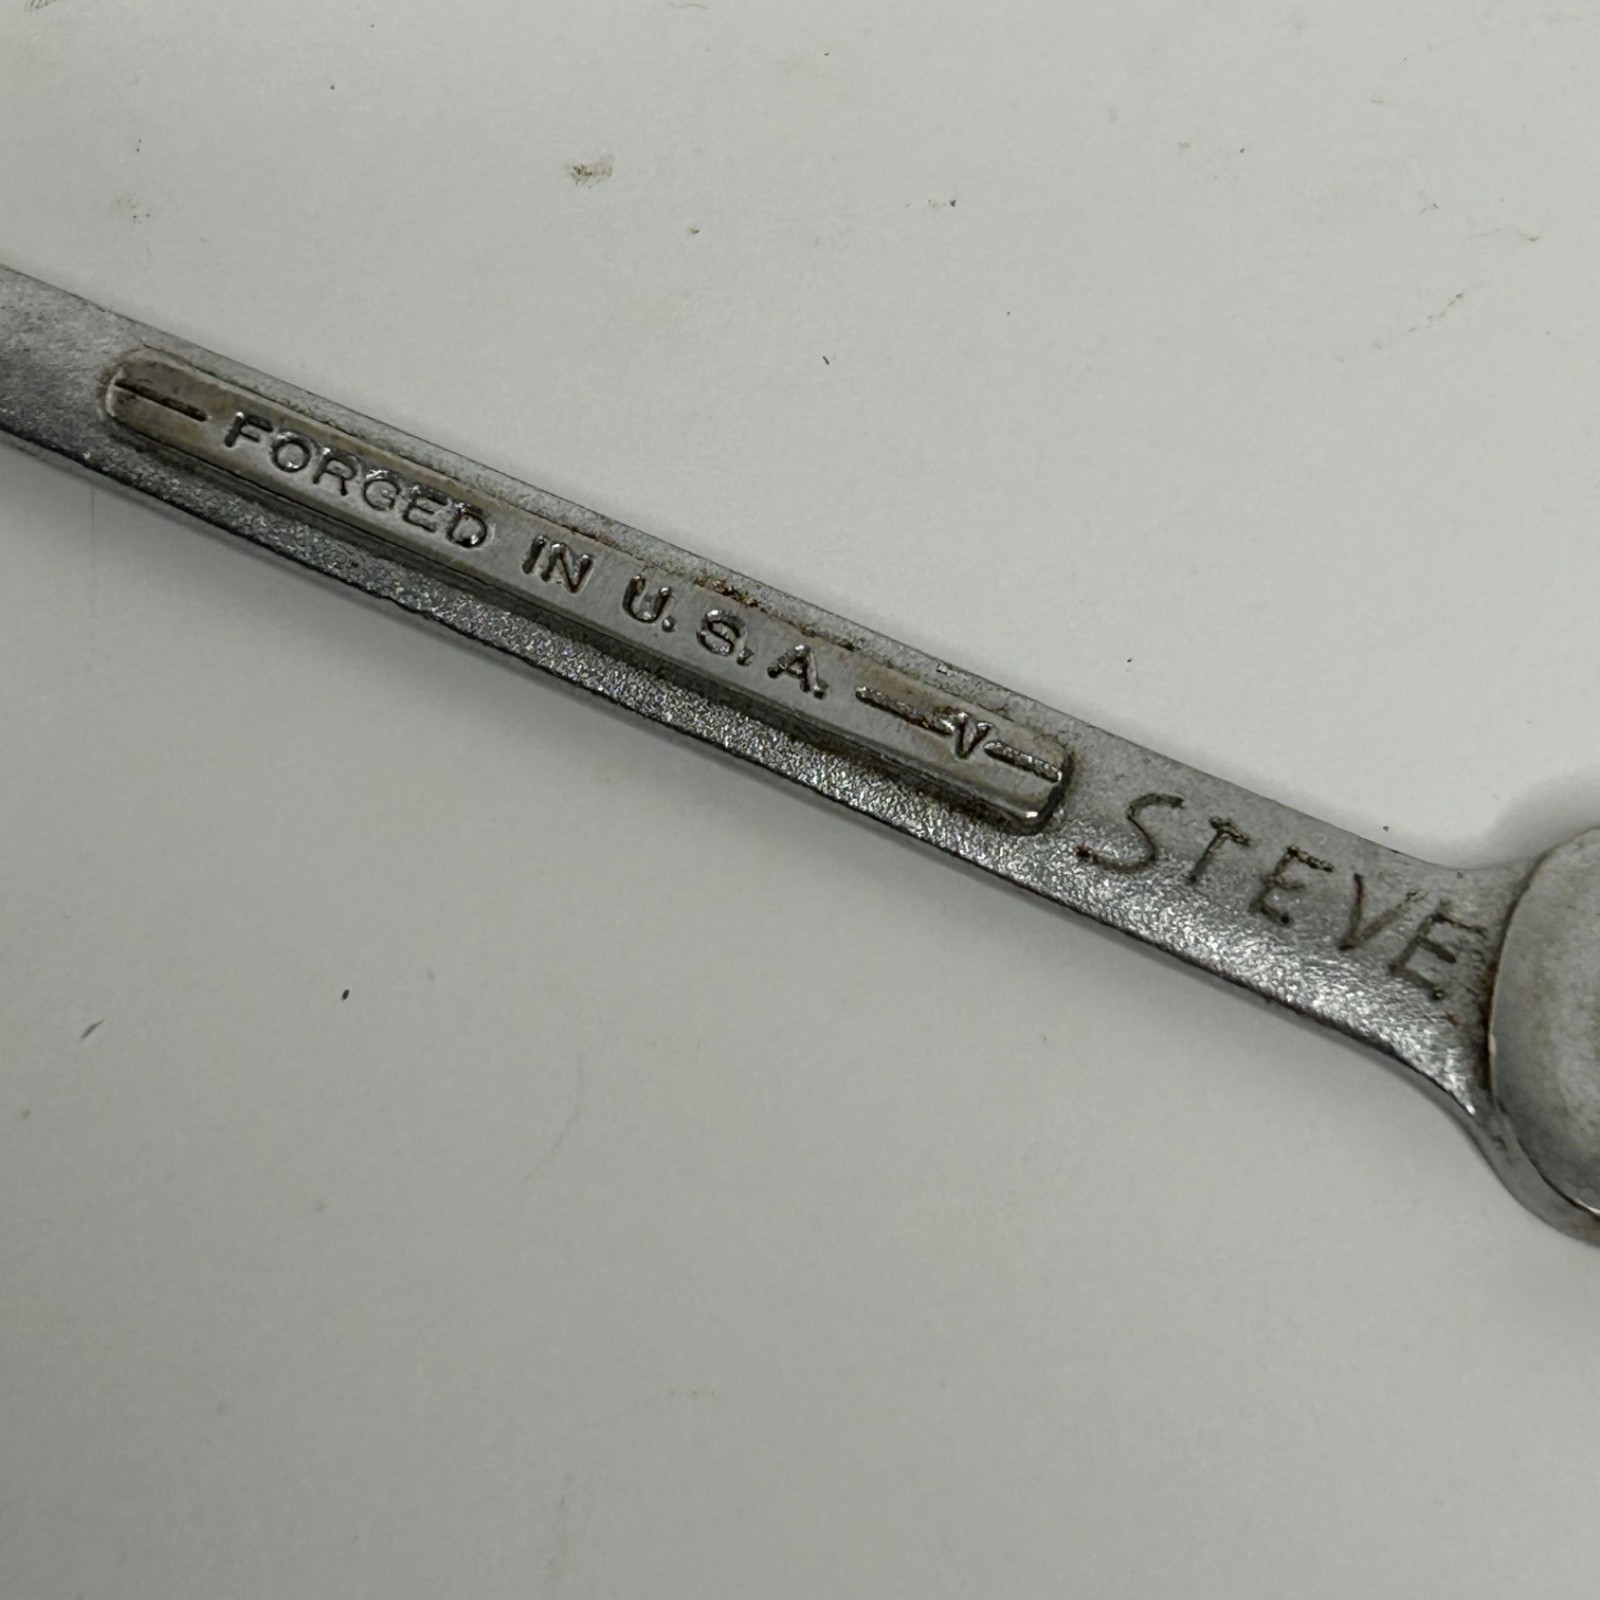 — FORGED IN U.S.A. —V—
STEVE